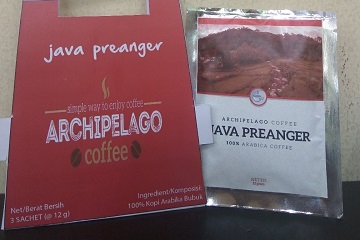 java preanger
simple way to enjoy coffee
ARCHIPELAGO
coffee
Net/Berat Bersih
3 SACHET (@ 12 g)
Ingredient/Komposisi
100% Kopi Arabika Bubuk
ARCHIPELAGO COFFEE
JAVA PREANGER
100% ARABICA COFFEE